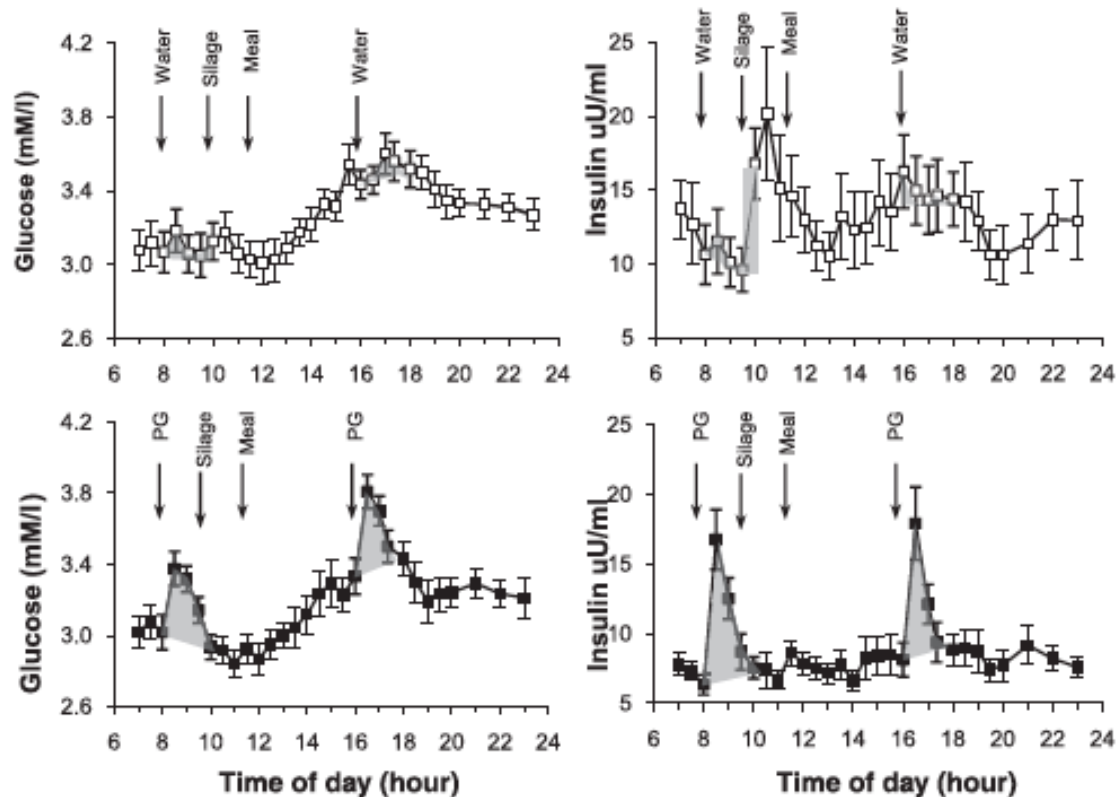 4.2
3.8
3.4
3.0
2.6
Glucose (mM/l)
Water
Silage
Meal
Water
6 8 10 12 14 16 18 20 22 24
25
20
15
10
5
Insulin uU/ml
Water
Silage
Meal
Water
6 8 10 12 14 16 18 20 22 24
4.2
3.8
3.4
3.0
2.6
Glucose (mM/l)
PG
Silage
Meal
PG
6 8 10 12 14 16 18 20 22 24
Time of day (hour)
25
20
15
10
5
Insulin uU/ml
PG
Silage
Meal
PG
6 8 10 12 14 16 18 20 22 24
Time of day (hour)